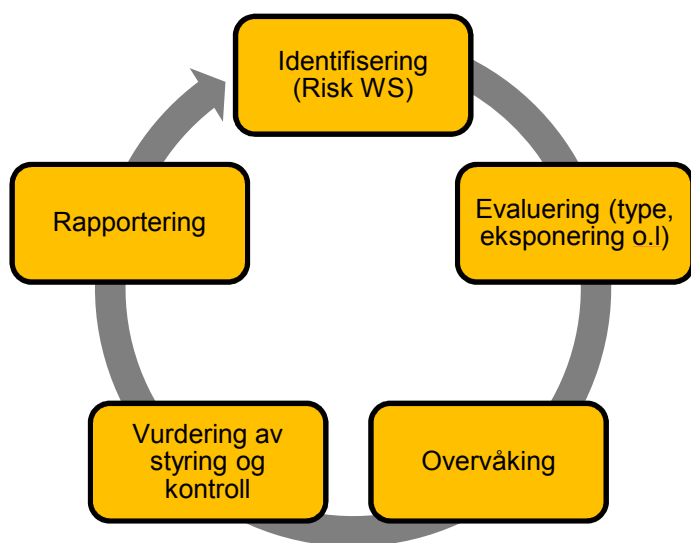 Identifisering
(Risk WS)
Evaluering (type,
eksponering o.l)
Overvåking
Vurdering av
styring og
kontroll
Rapportering